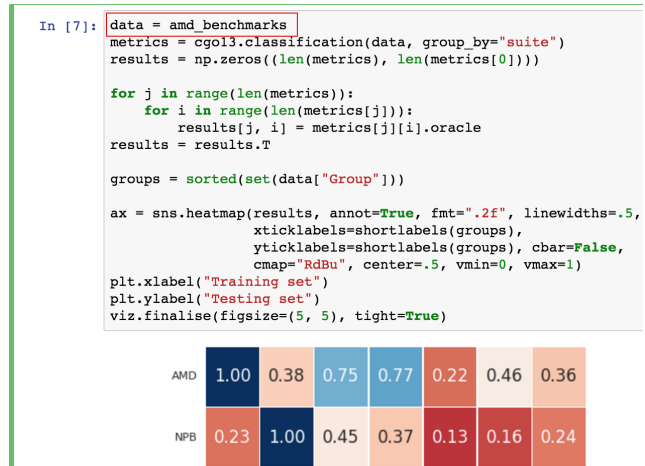 In [7]: data = amd_benchmarks
metrics = cgo13.classification(data, group_by="suite")
results = np.zeros((len(metrics), len(metrics[0])))
for j in range(len(metrics)):
for i in range(len(metrics[j])):
results[j, i] = metrics[j][i].oracle
results = results.T
groups = sorted(set(data["Group"]))
ax = sns.heatmap(results, annot=True, fmt=".2f", linewidths=.5,
xticklabels=shortlabels(groups),
yticklabels=shortlabels(groups), cbar=False,
cmap="RdBu", center=.5, vmin=0, vmax=1)
plt.xlabel("Training set")
plt.ylabel("Testing set")
viz.finalise(figsize=(5, 5), tight=True)
AMD 1.00 0.38 0.75 0.77 0.22 0.46 0.36
NPB 0.23 1.00 0.45 0.37 0.13 0.16 0.24